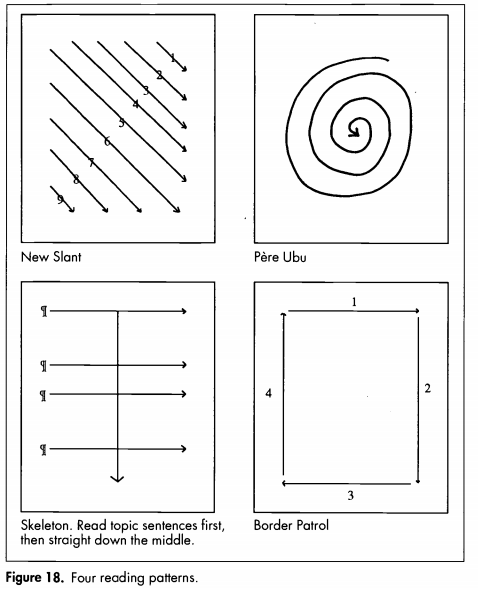 1
2
3
4
5
6
7
8
9
New Slant
Père Ubu
¶
¶
¶
¶
1
4
2
3
Skeleton. Read topic sentences first,
then straight down the middle.
Border Patrol
Figure 18. Four reading patterns.